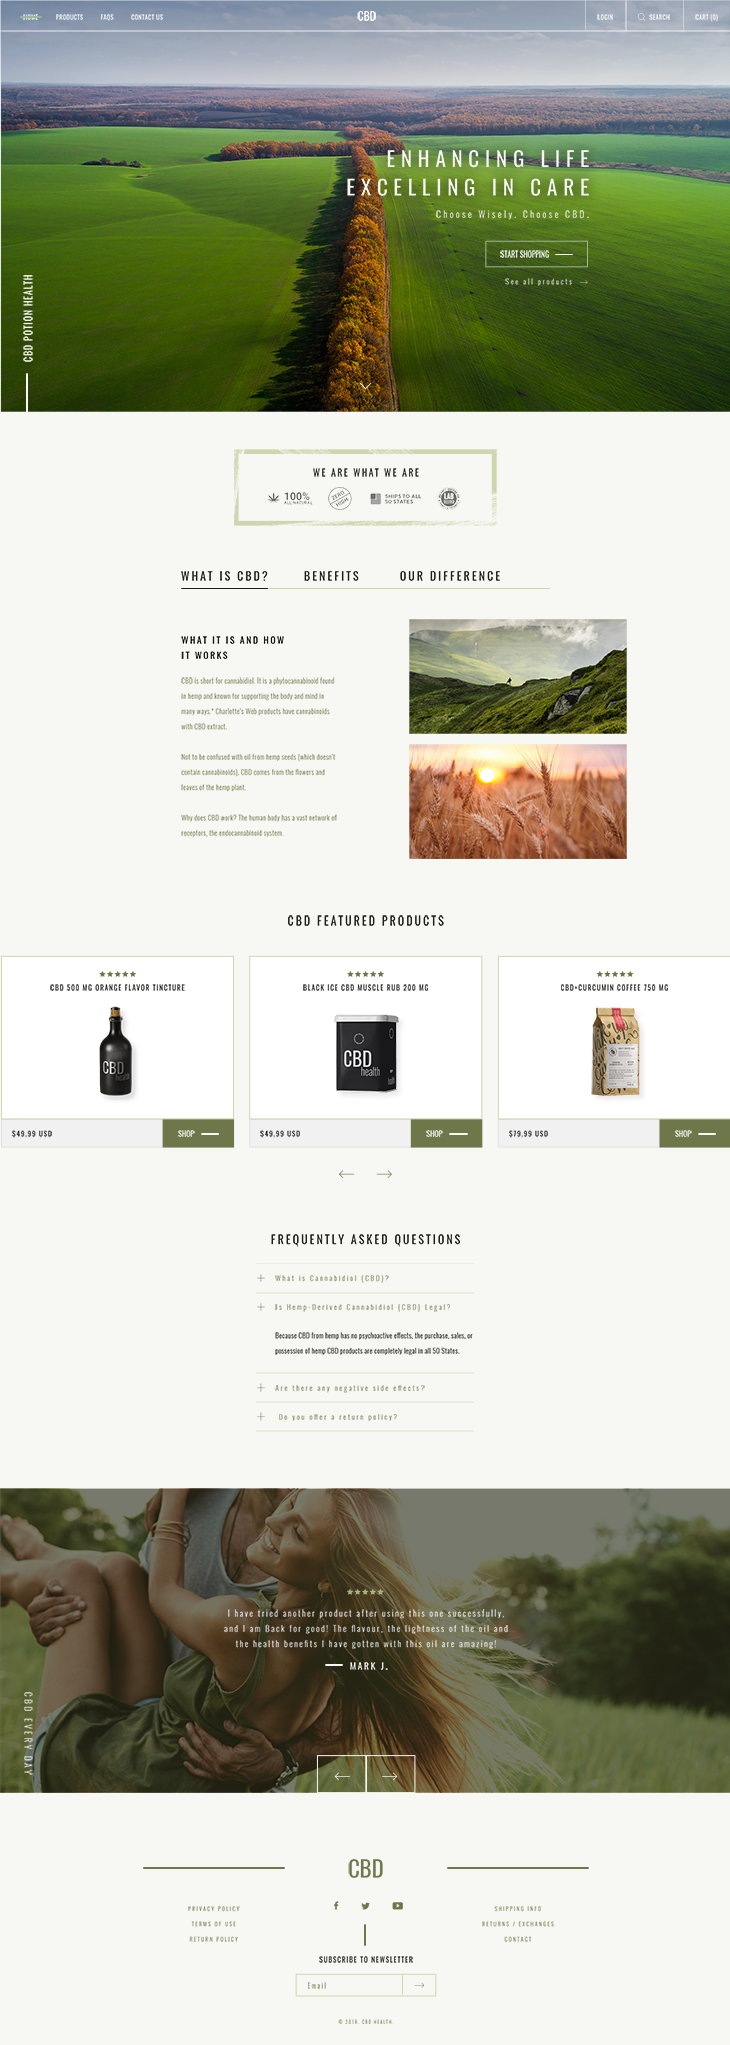 HOME PRODUCTS FAQS CONTACT US CBD LOGIN SEARCH CART (0)
ENHANCING LIFE
EXCELLING IN CARE
Choose Wisely. Choose CBD.
START SHOPPING
See all products
CBD POTION HEALTH
WE ARE WHAT WE ARE
100%
ALL NATURAL
ZERO
HIGH
SHIPS TO ALL
50 STATES
LAB
WHAT IS CBD? BENEFITS OUR DIFFERENCE
WHAT IT IS AND HOW
IT WORKS
CBD is short for cannabidiol. It is a phytocannabinoid found
in hemp and known for supporting the body and mind in
many ways.* Charlotte's Web products have cannabinoids
with CBD extract.
Not to be confused with oil from hemp seeds (which doesn't
contain cannabinoids), CBD comes from the flowers and
leaves of the hemp plant.
Why does CBD work? The human body has a vast network of
receptors, the endocannabinoid system.
CBD FEATURED PRODUCTS
CBD 500 MG ORANGE FLAVOR TINCTURE
CBD
health
$49.99 USD SHOP
BLACK ICE CBD MUSCLE RUB 200 MG
CBD
health
$49.99 USD SHOP
CBD+CURCUMIN COFFEE 750 MG
$79.99 USD SHOP
FREQUENTLY ASKED QUESTIONS
What is Cannabidiol (CBD)?
Is Hemp-Derived Cannabidiol (CBD) Legal?
Because CBD from hemp has no psychoactive effects, the purchase, sales, or
possession of hemp CBD products are completely legal in all 50 States.
Are there any negative side effects?
Do you offer a return policy?
I have tried another product after using this one successfully,
and I am Back for good! The flavour, the lightness of the oil and
the health benefits I have gotten with this oil are amazing!
MARK J.
CBD EVERY DAY
CBD
PRIVACY POLICY
TERMS OF USE
RETURN POLICY
SHIPPING INFO
RETURNS / EXCHANGES
CONTACT
SUBSCRIBE TO NEWSLETTER
Email
© 2018. CBD HEALTH.